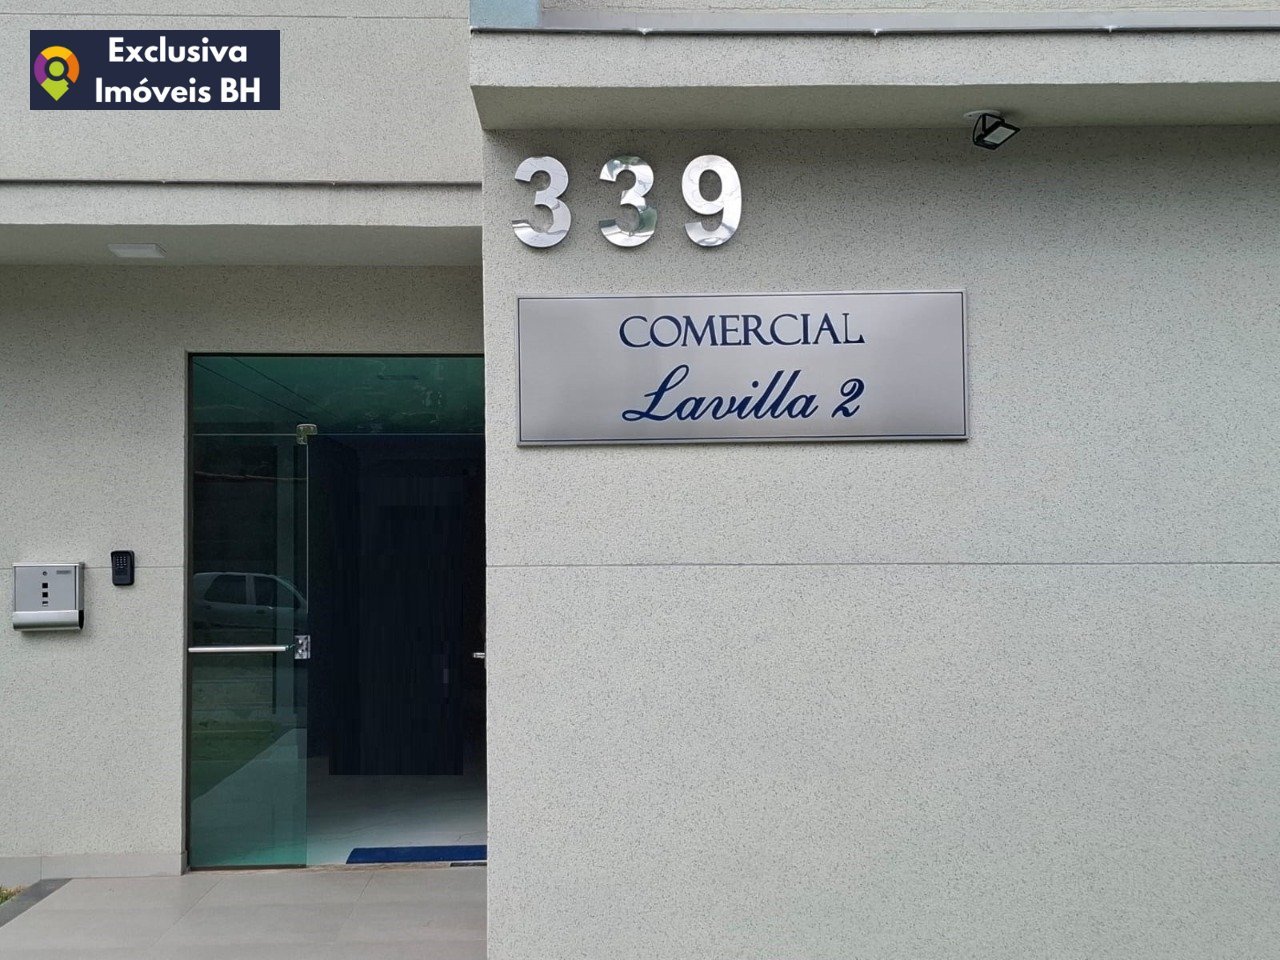 Exclusiva
Imóveis BH
339
COMERCIAL
Lavilla 2